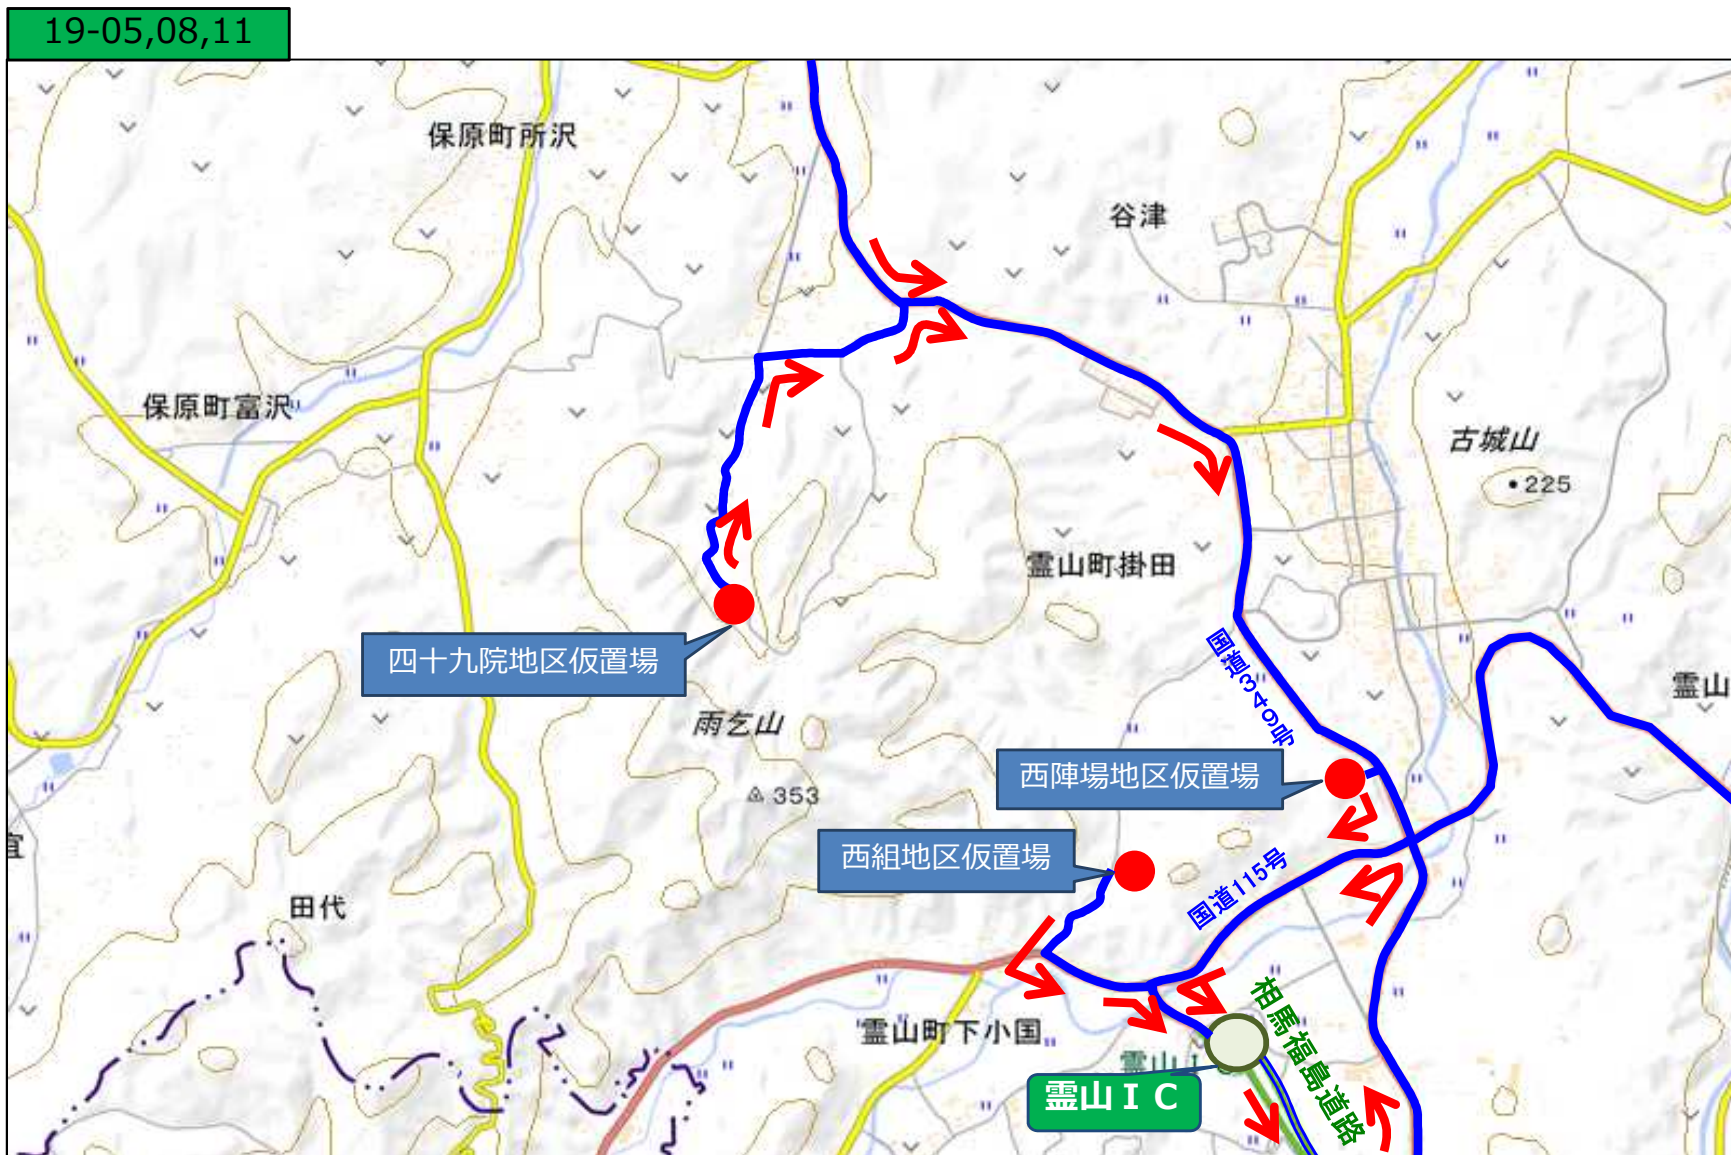 19-05,08,11
保原町所沢
谷津
保原町富沢
古城山
225
霊山町掛田
四十九院地区仮置場
国道349号
霊山
雨乞山
353
西陣場地区仮置場
西組地区仮置場
国道115号
田代
霊山町下小国
相馬福島道路
霊山ＩＣ